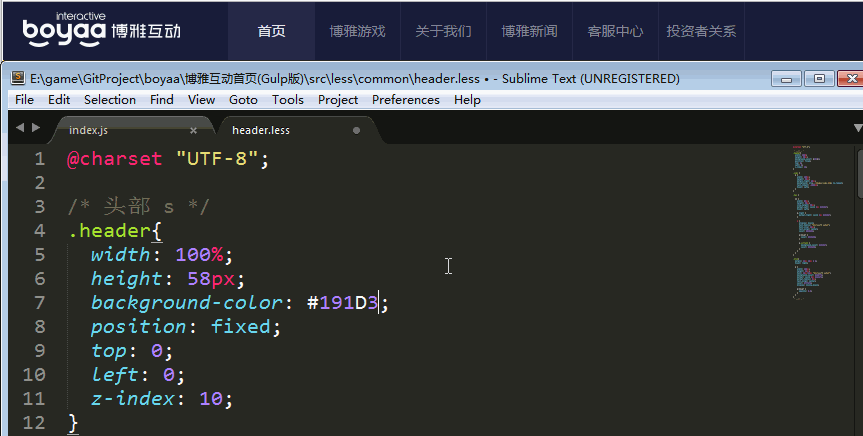 interactive
boyaa 博雅互动 首页 博雅游戏 关于我们 博雅新闻 客服中心 投资者关系
E:\game\GitProject\boyaa\博雅互动首页(Gulp版)\src\less\common\header.less • - Sublime Text (UNREGISTERED)
File Edit Selection Find View Goto Tools Project Preferences Help
index.js × header.less
1 @charset "UTF-8";
2
3 /* 头部 s */
4 .header{
5 width: 100%;
6 height: 58px;
7 background-color: #191D3;
8 position: fixed;
9 top: 0;
10 left: 0;
11 z-index: 10;
12 }